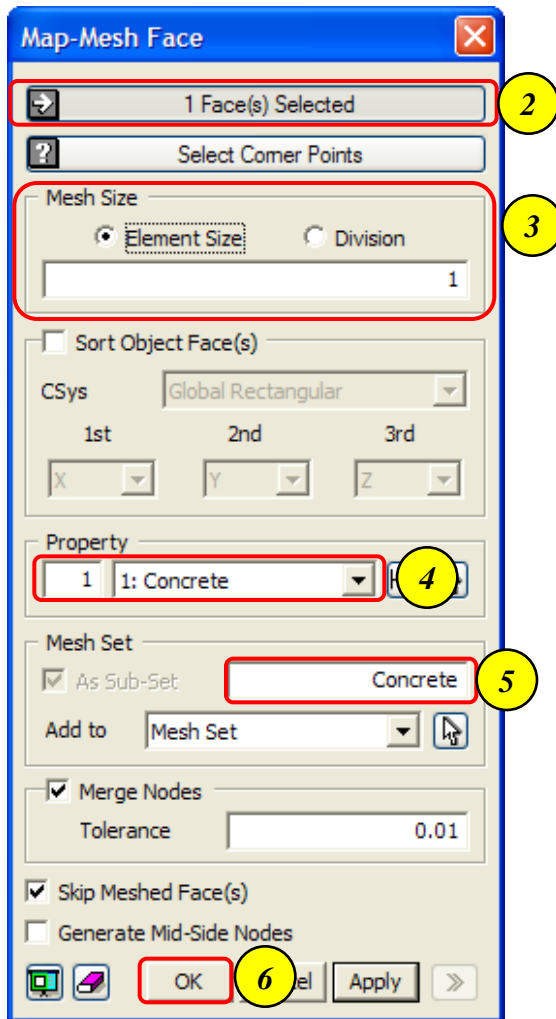 Map-Mesh Face
1 Face(s) Selected 2
Select Corner Points
Mesh Size
3
Element Size Division
1
Sort Object Face(s)
CSys Global Rectangular
1st 2nd 3rd
X Y Z
Property
1 1: Concrete 4
Mesh Set
As Sub-Set Concrete 5
Add to Mesh Set
Merge Nodes
Tolerance 0.01
Skip Meshed Face(s)
Generate Mid-Side Nodes
OK 6 Apply >>